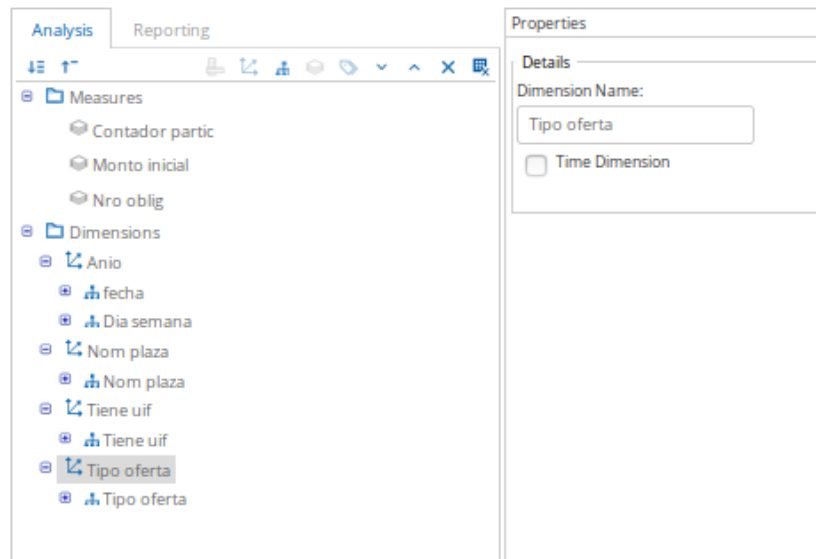 Analysis
Reporting
Measures
Contador partic
Monto inicial
Nro oblig
Dimensions
Anio
fecha
Dia semana
Nom plaza
Nom plaza
Tiene uif
Tiene uif
Tipo oferta
Tipo oferta
Properties
Details
Dimension Name:
Tipo oferta
Time Dimension